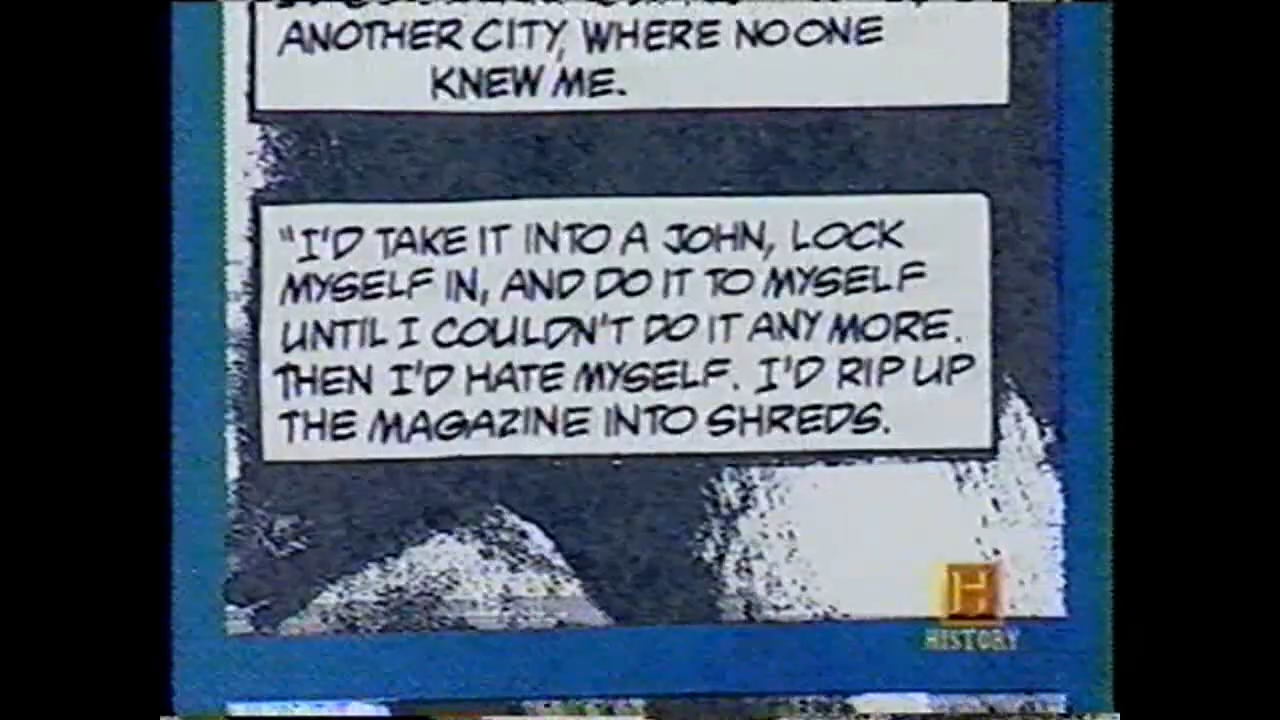 ANOTHER CITY, WHERE NO ONE
KNEW ME.
"I'D TAKE IT INTO A JOHN, LOCK
MYSELF IN, AND DO IT TO MYSELF
UNTIL I COULDN'T DO IT ANY MORE.
THEN I'D HATE MYSELF. I'D RIP UP
THE MAGAZINE INTO SHREDS.
H
HISTORY